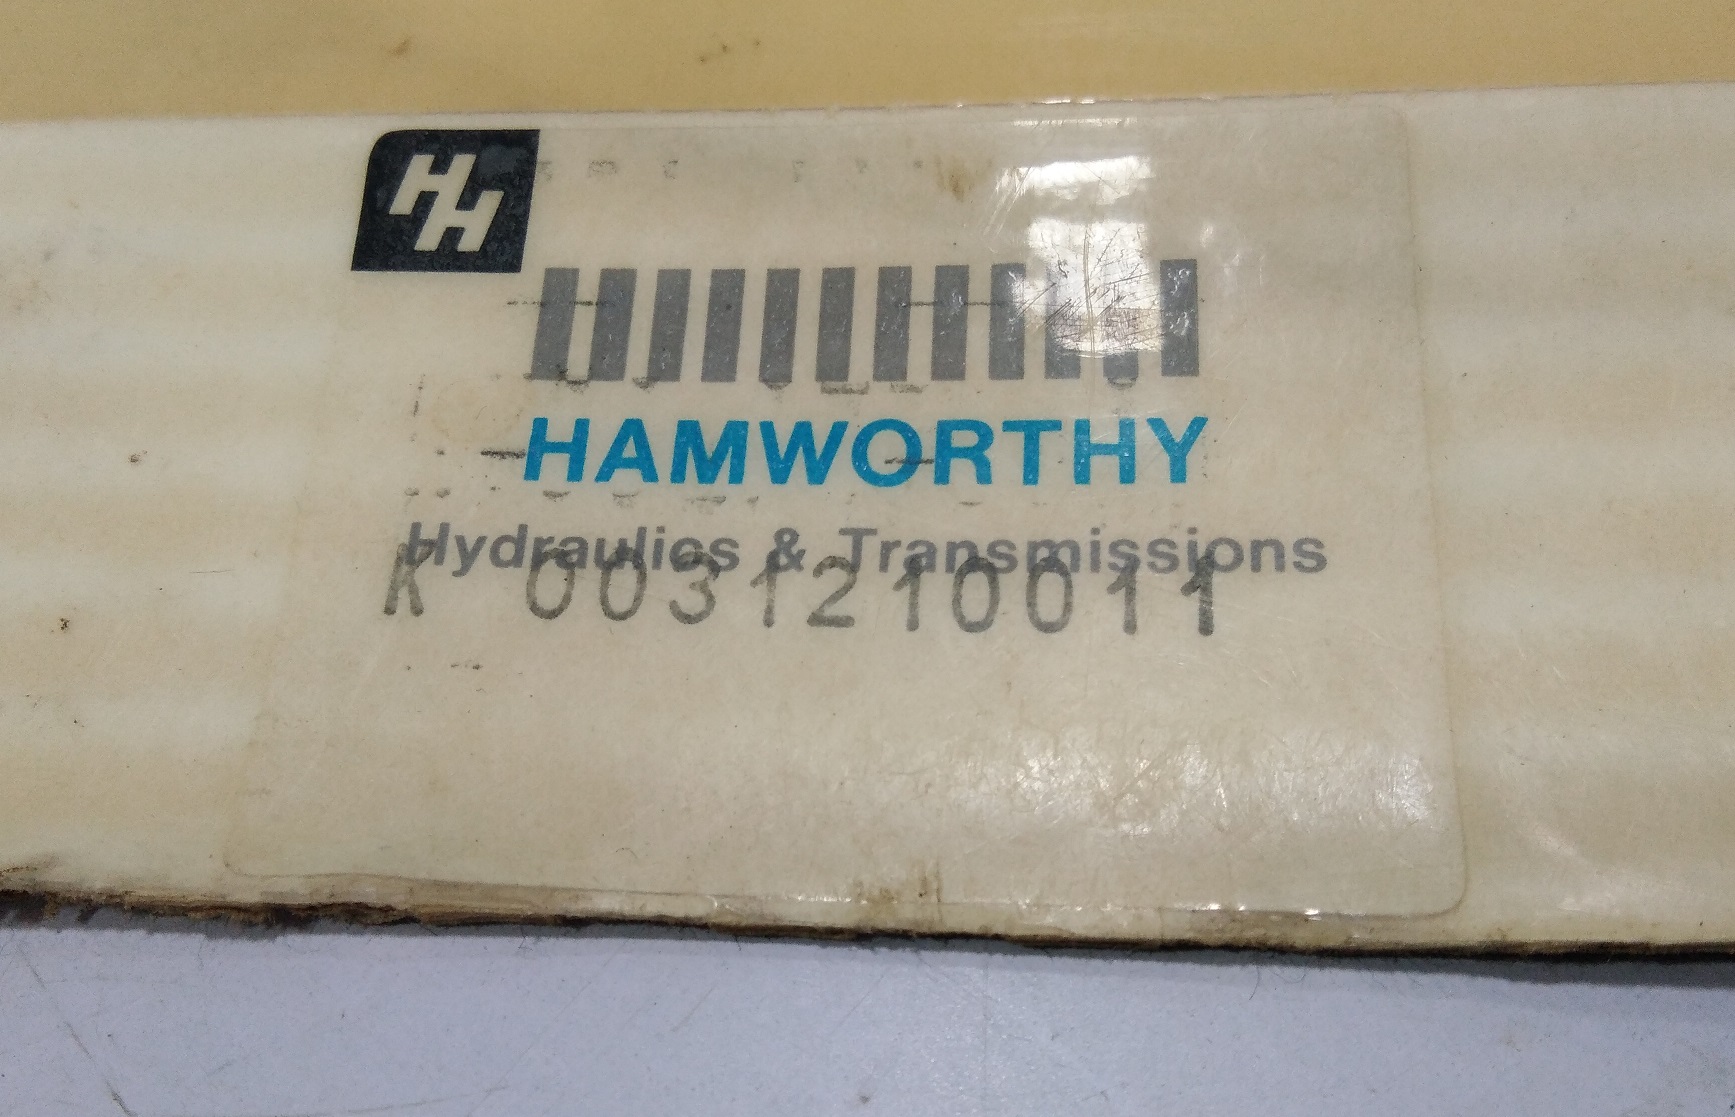 HH
HAMWORTHY
Hydraulics & Transmissions
K 0031210011